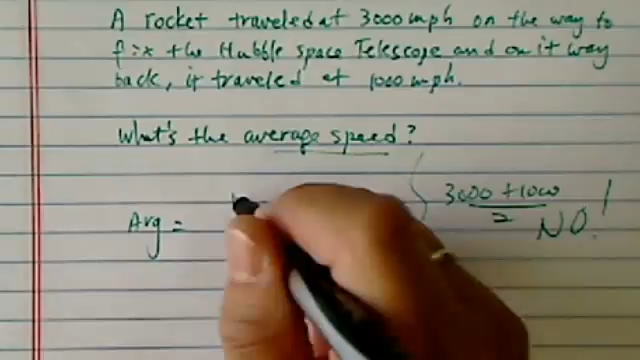 A rocket traveled at 3000 mph on the way to
fix the Hubble space Telescope and on it way
back, it traveled at 1000 mph.
What's the average speed?
3000 + 1000
2
NO!
Avg =